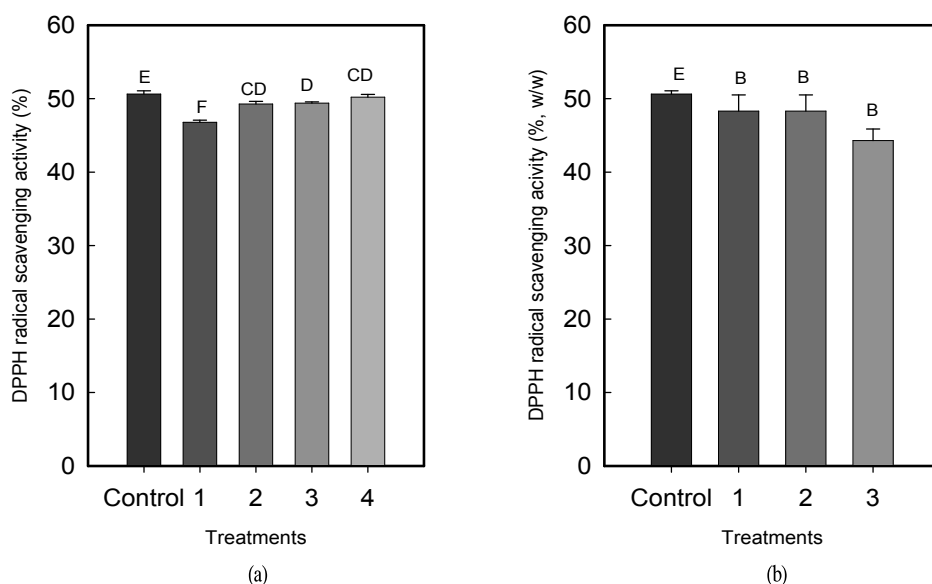 DPPH radical scavenging activity (%)
60
50
40
30
20
10
0
E
F
CD
D
CD
Control 1 2 3 4
Treatments
(a)
DPPH radical scavenging acivity (%, w/w)
60
50
40
30
20
10
0
E
B
B
B
Control 1 2 3
Treatments
(b)